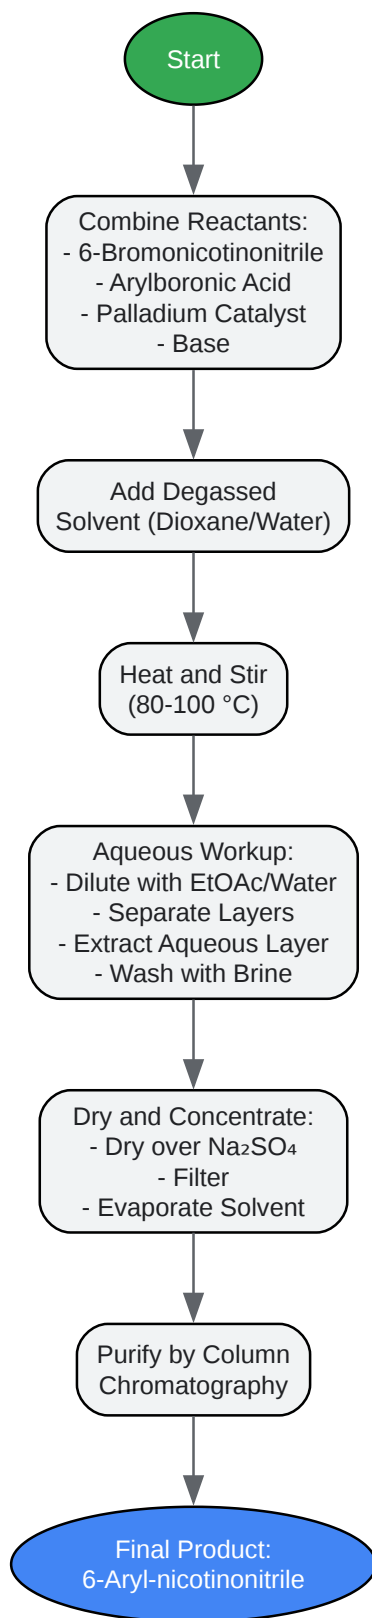 Start
Combine Reactants:
- 6-Bromonicotinonitrile
- Arylboronic Acid
- Palladium Catalyst
- Base
Add Degassed
Solvent (Dioxane/Water)
Heat and Stir
(80-100 °C)
Aqueous Workup:
- Dilute with EtOAc/Water
- Separate Layers
- Extract Aqueous Layer
- Wash with Brine
Dry and Concentrate:
- Dry over Na₂SO₄
- Filter
- Evaporate Solvent
Purify by Column
Chromatography
Final Product:
6-Aryl-nicotinonitrile